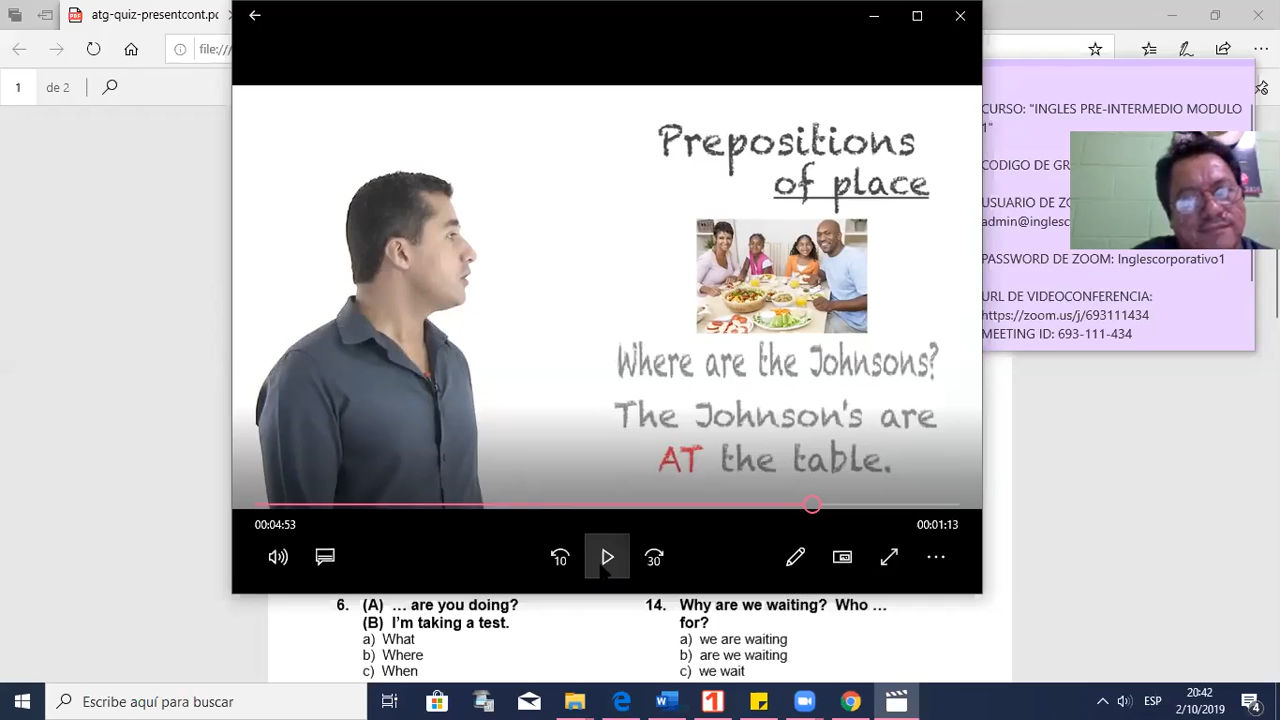 atg-quiz-presentcont.pc
file://
1
de 2
Prepositions
of place
Where are the Johnsons?
The Johnson's are
AT the table.
00:04:53
00:01:13
10
30
CURSO: "INGLES PRE-INTERMEDIO MODULO
1"
CODIGO DE GR
USUARIO DE ZO
admin@inglesc
PASSWORD DE ZOOM: Inglescorporativo1
URL DE VIDEOCONFERENCIA:
https://zoom.us/j/693111434
MEETING ID: 693-111-434
6. (A) … are you doing?
(B) I'm taking a test.
a) What
b) Where
c) When
14. Why are we waiting? Who …
for?
a) we are waiting
b) are we waiting
c) we wait
Escribe aquí para buscar
ESP
20:42
2/10/2019
4